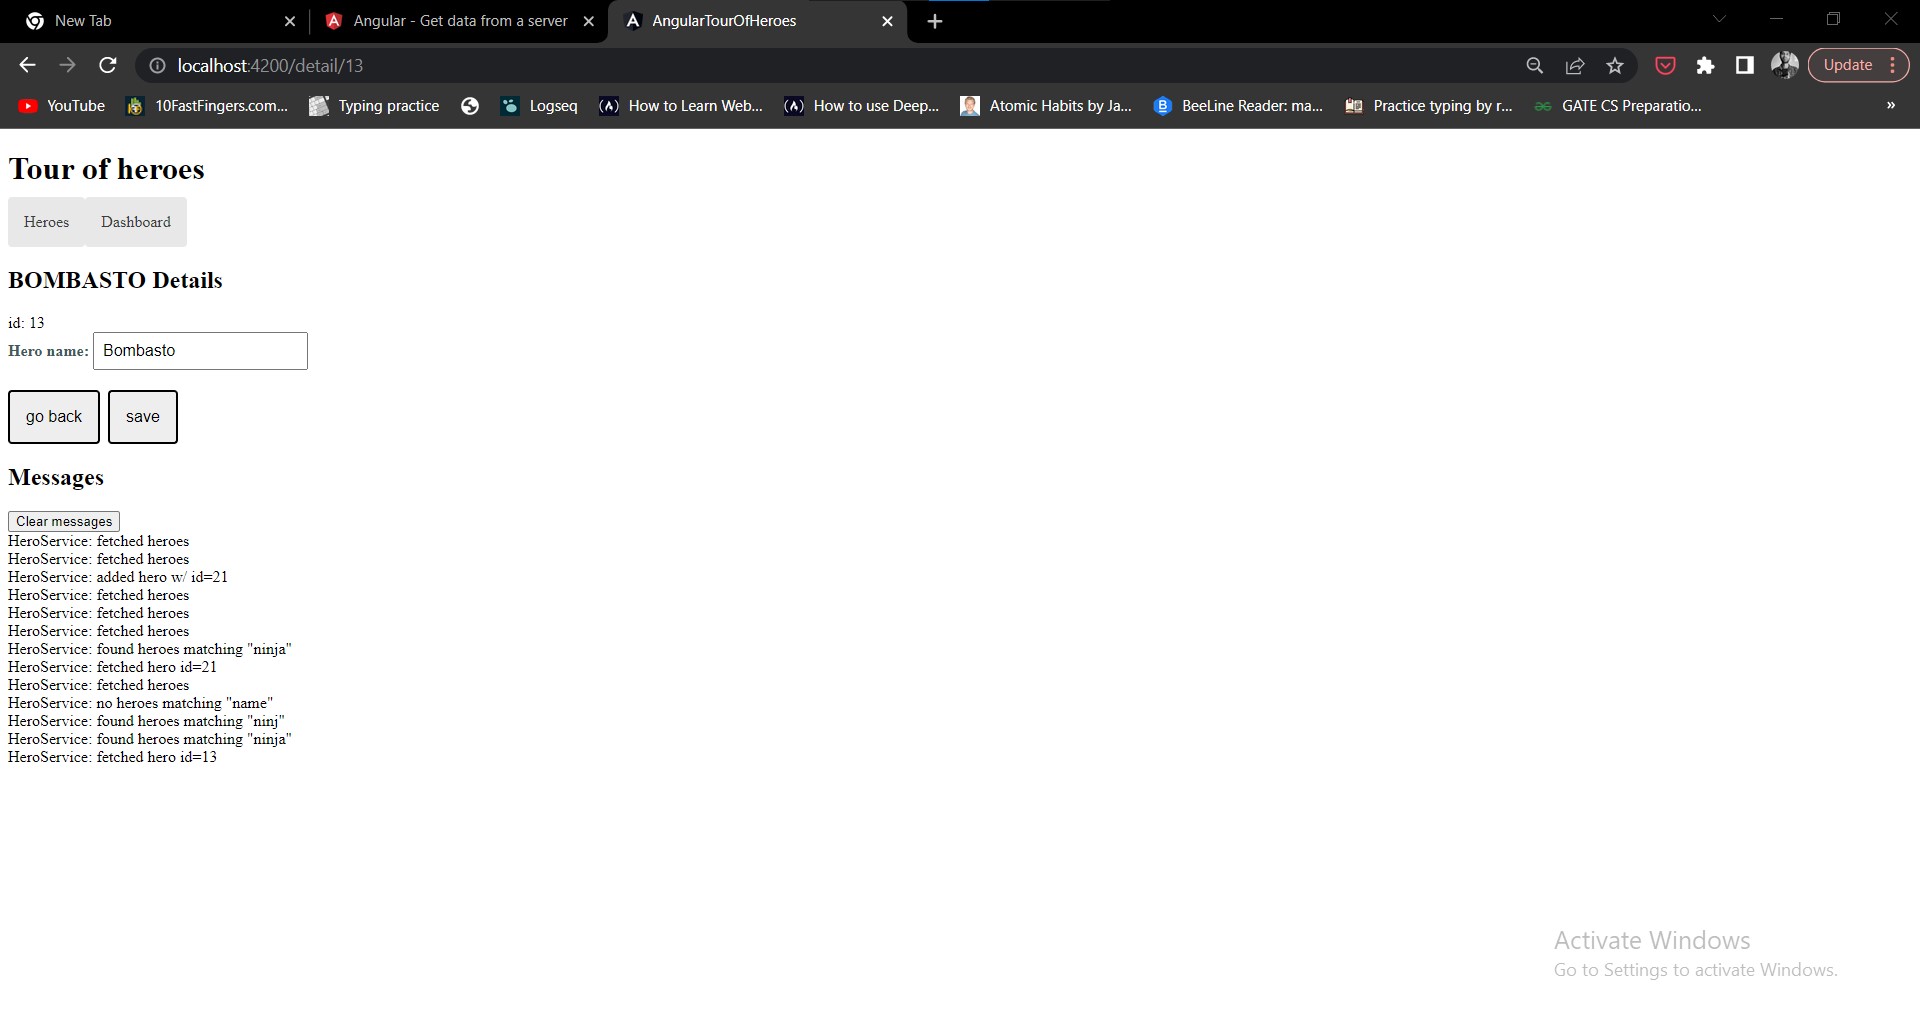 New Tab
Angular - Get data from a server
AngularTourOfHeroes
localhost:4200/detail/13
Update
YouTube
10FastFingers.com...
Typing practice
Logseq
How to Learn Web...
How to use Deep...
Atomic Habits by Ja...
BeeLine Reader: ma...
Practice typing by r...
GATE CS Preparatio...
»
Tour of heroes
Heroes
Dashboard
BOMBASTO Details
id: 13
Hero name: Bombasto
go back
save
Messages
Clear messages
HeroService: fetched heroes
HeroService: fetched heroes
HeroService: added hero w/ id=21
HeroService: fetched heroes
HeroService: fetched heroes
HeroService: fetched heroes
HeroService: found heroes matching "ninja"
HeroService: fetched hero id=21
HeroService: fetched heroes
HeroService: no heroes matching "name"
HeroService: found heroes matching "ninj"
HeroService: found heroes matching "ninja"
HeroService: fetched hero id=13
Activate Windows
Go to Settings to activate Windows.